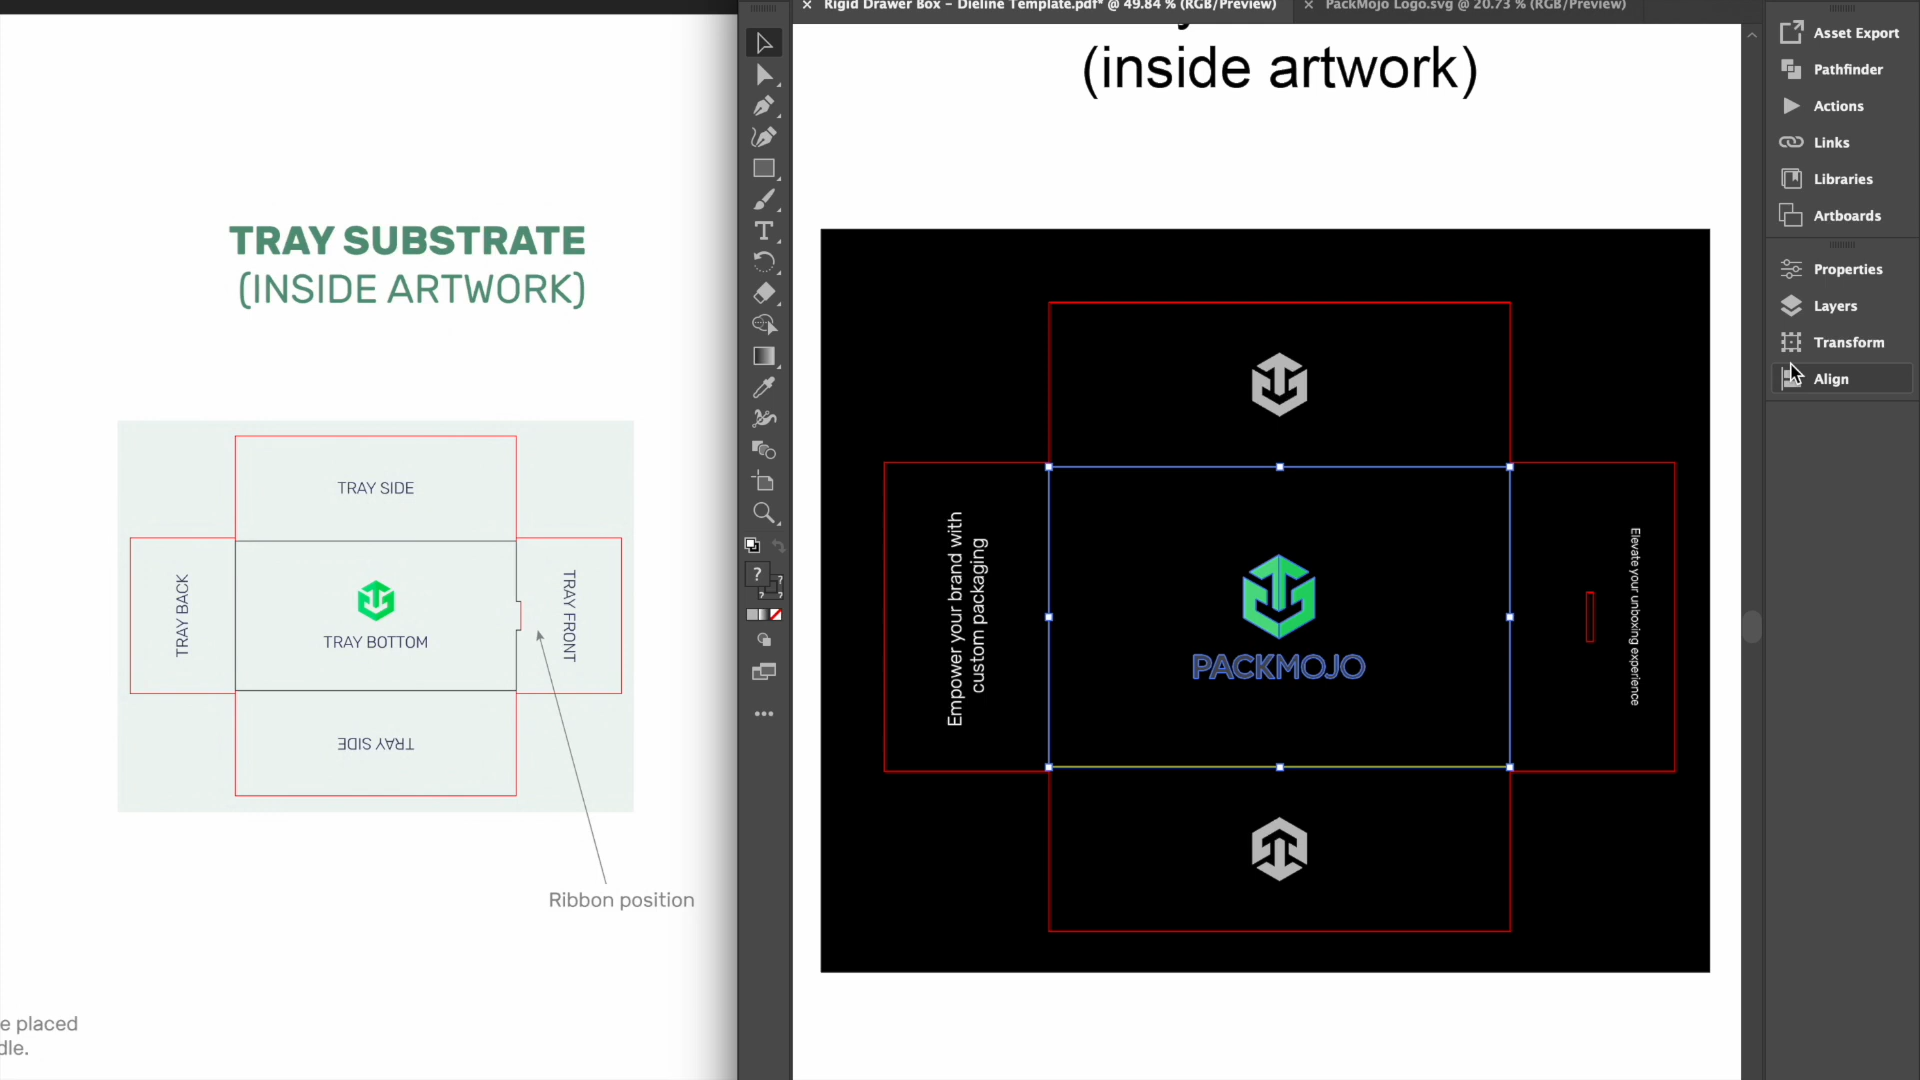 Rigid Drawer Box – Dieline Template.pdf* @ 49.84 % (RGB/Preview)
PackMojo Logo.svg @ 20.73 % (RGB/Preview)
TRAY SUBSTRATE
(INSIDE ARTWORK)
TRAY SIDE
TRAY BACK
TRAY BOTTOM
TRAY FRONT
TRAY SIDE
Ribbon position
e placed
dle.
(inside artwork)
Empower your brand with
custom packaging
PACKMOJO
Elevate your unboxing experience
Asset Export
Pathfinder
Actions
Links
Libraries
Artboards
Properties
Layers
Transform
Align